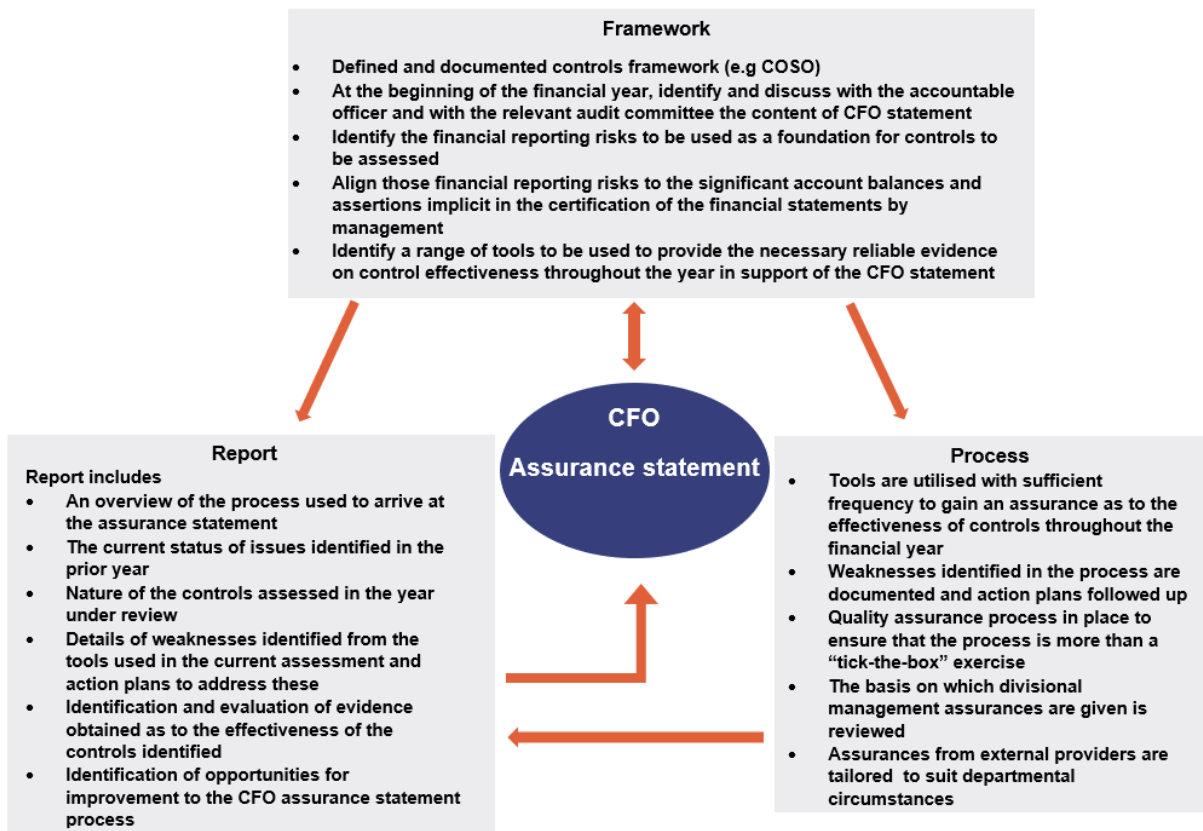 Framework
• Defined and documented controls framework (e.g COSO)
• At the beginning of the financial year, identify and discuss with the accountable
officer and with the relevant audit committee the content of CFO statement
• Identify the financial reporting risks to be used as a foundation for controls to
be assessed
• Align those financial reporting risks to the significant account balances and
assertions implicit in the certification of the financial statements by
management
• Identify a range of tools to be used to provide the necessary reliable evidence
on control effectiveness throughout the year in support of the CFO statement
CFO
Assurance statement
Report
Report includes
• An overview of the process used to arrive at
the assurance statement
• The current status of issues identified in the
prior year
• Nature of the controls assessed in the year
under review
• Details of weaknesses identified from the
tools used in the current assessment and
action plans to address these
• Identification and evaluation of evidence
obtained as to the effectiveness of the
controls identified
• Identification of opportunities for
improvement to the CFO assurance statement
process
Process
• Tools are utilised with sufficient
frequency to gain an assurance as to the
effectiveness of controls throughout the
financial year
• Weaknesses identified in the process are
documented and action plans followed up
• Quality assurance process in place to
ensure that the process is more than a
“tick-the-box” exercise
• The basis on which divisional
management assurances are given is
reviewed
• Assurances from external providers are
tailored to suit departmental
circumstances